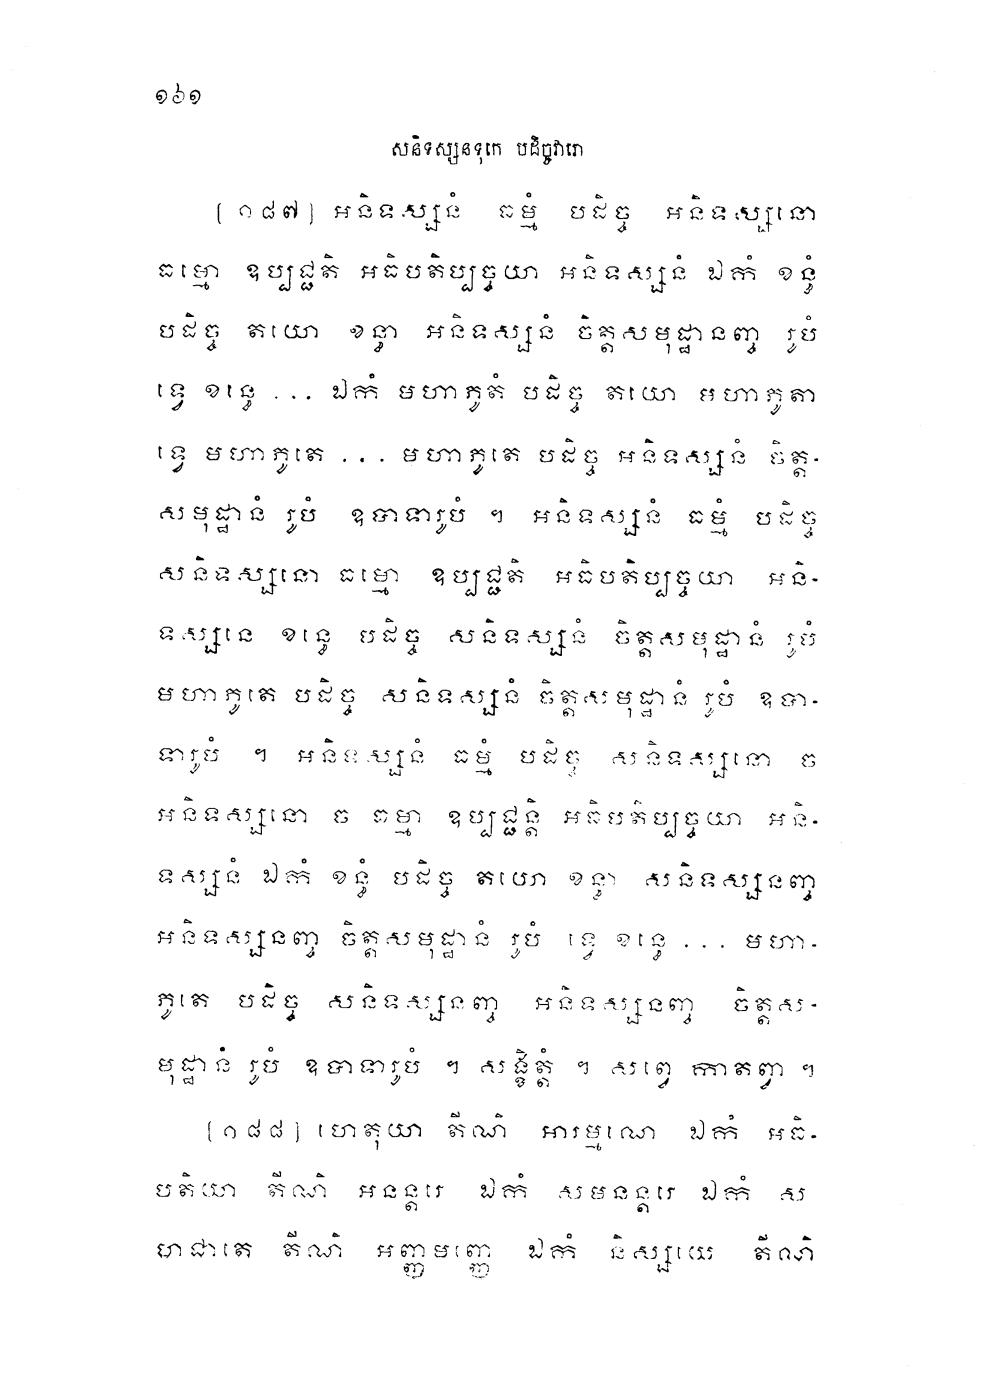 ១៦១
សនិទស្សនទុកេ បដិច្ចវារោ
[១៨៧] អនិទស្សនំ ធម្មំ បដិច្ច អនិទស្សនោ
ធម្មោ ឧប្បជ្ជតិ អធិបតិប្បច្ចយា អនិទស្សនំ ឯកំ ខន្ធំ
បដិច្ច តយោ ខន្ធា អនិទស្សនំ ចិត្តសមុដ្ឋានញ្ច រូបំ
ទ្វេ ខន្ធេ ... ឯកំ មហាភូតំ បដិច្ច តយោ មហាភូតា
ទ្វេ មហាភូតេ ... មហាភូតេ បដិច្ច អនិទស្សនំ ចិត្ត-
សមុដ្ឋានំ រូបំ ឧបាទារូបំ ។ អនិទស្សនំ ធម្មំ បដិច្ច
សនិទស្សនោ ធម្មោ ឧប្បជ្ជតិ អធិបតិប្បច្ចយា អនិ-
ទស្សនេ ខន្ធេ បដិច្ច សនិទស្សនំ ចិត្តសមុដ្ឋានំ រូបំ
មហាភូតេ បដិច្ច សនិទស្សនំ ចិត្តសមុដ្ឋានំ រូបំ ឧបា-
ទារូបំ ។ អនិទស្សនំ ធម្មំ បដិច្ច សនិទស្សនោ ច
អនិទស្សនោ ច ធម្មា ឧប្បជ្ជន្តិ អធិបតិប្បច្ចយា អនិ-
ទស្សនំ ឯកំ ខន្ធំ បដិច្ច តយោ ខន្ធា សនិទស្សនញ្ច
អនិទស្សនញ្ច ចិត្តសមុដ្ឋានំ រូបំ ទ្វេ ខន្ធេ ... មហា-
ភូតេ បដិច្ច សនិទស្សនញ្ច អនិទស្សនញ្ច ចិត្តស-
មុដ្ឋានំ រូបំ ឧបាទារូបំ ។ សង្ខិត្តំ ។ សព្វេ កាតព្វា ។
[១៨៨] ហេតុយា តីណិ អារម្មណេ ឯកំ អធិ-
បតិយា តីណិ អនន្តរេ ឯកំ សមនន្តរេ ឯកំ ស
ហជាតេ តីណិ អញ្ញមញ្ញេ ឯកំ និស្សយេ តីណិ